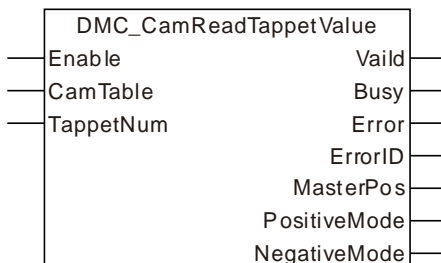 DMC_CamReadTappetValue
Enable Vaild
CamTable Busy
TappetNum Error
ErrorID
MasterPos
PositiveMode
NegativeMode